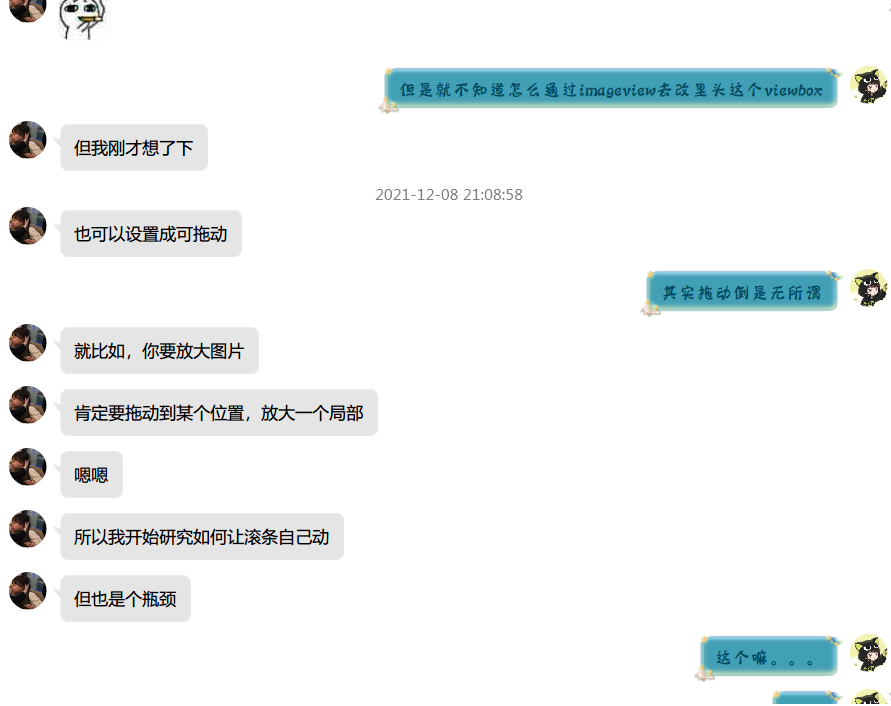 但是就不知道怎么通过imageview去改里头这个viewbox
但我刚才想了下
2021-12-08 21:08:58
也可以设置成可拖动
其实拖动倒是无所谓
就比如，你要放大图片
肯定要拖动到某个位置，放大一个局部
嗯嗯
所以我开始研究如何让滚条自己动
但也是个瓶颈
这个嘛。。。